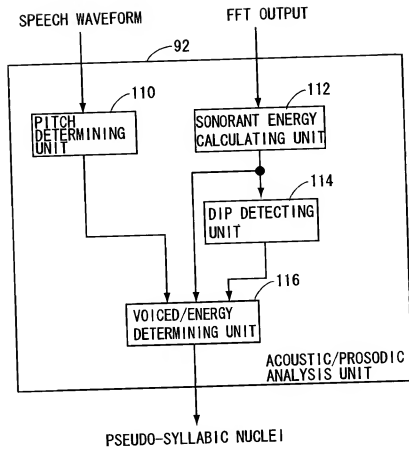 SPEECH WAVEFORM
FFT OUTPUT
92
110
112
PITCH
DETERMINING
UNIT
SONORANT ENERGY
CALCULATING UNIT
114
DIP DETECTING
UNIT
116
VOICED/ENERGY
DETERMINING UNIT
ACOUSTIC/PROSODIC
ANALYSIS UNIT
PSEUDO-SYLLABIC NUCLEI